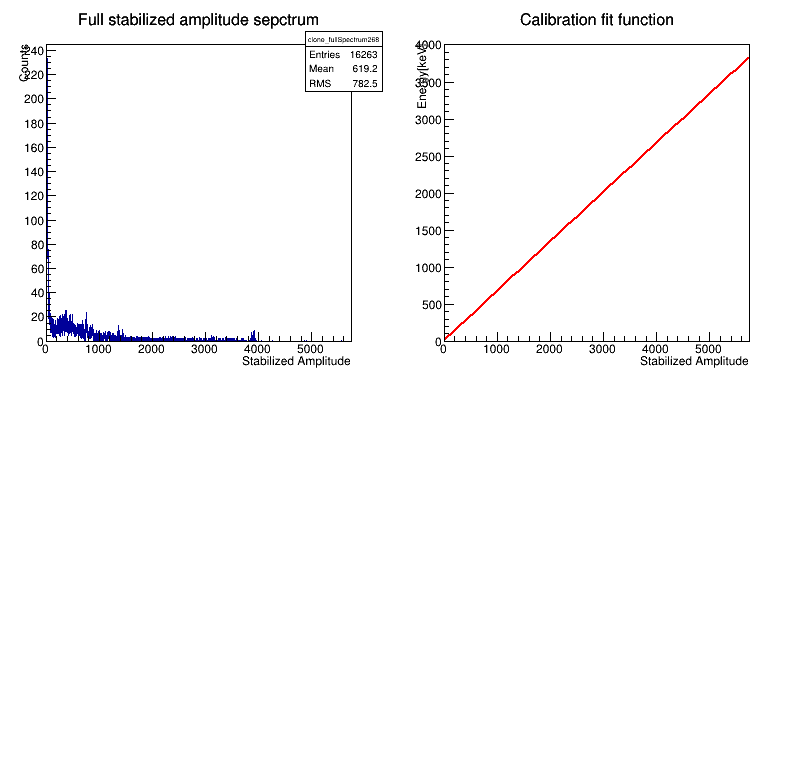 Full stabilized amplitude sepctrum
clone_fullSpectrum268
Entries 16263
Mean 619.2
RMS 782.5
Counts
240
220
200
180
160
140
120
100
80
60
40
20
0
0 1000 2000 3000 4000 5000
Stabilized Amplitude
Calibration fit function
Energy[keV]
4000
3500
3000
2500
2000
1500
1000
500
0
0 1000 2000 3000 4000 5000
Stabilized Amplitude